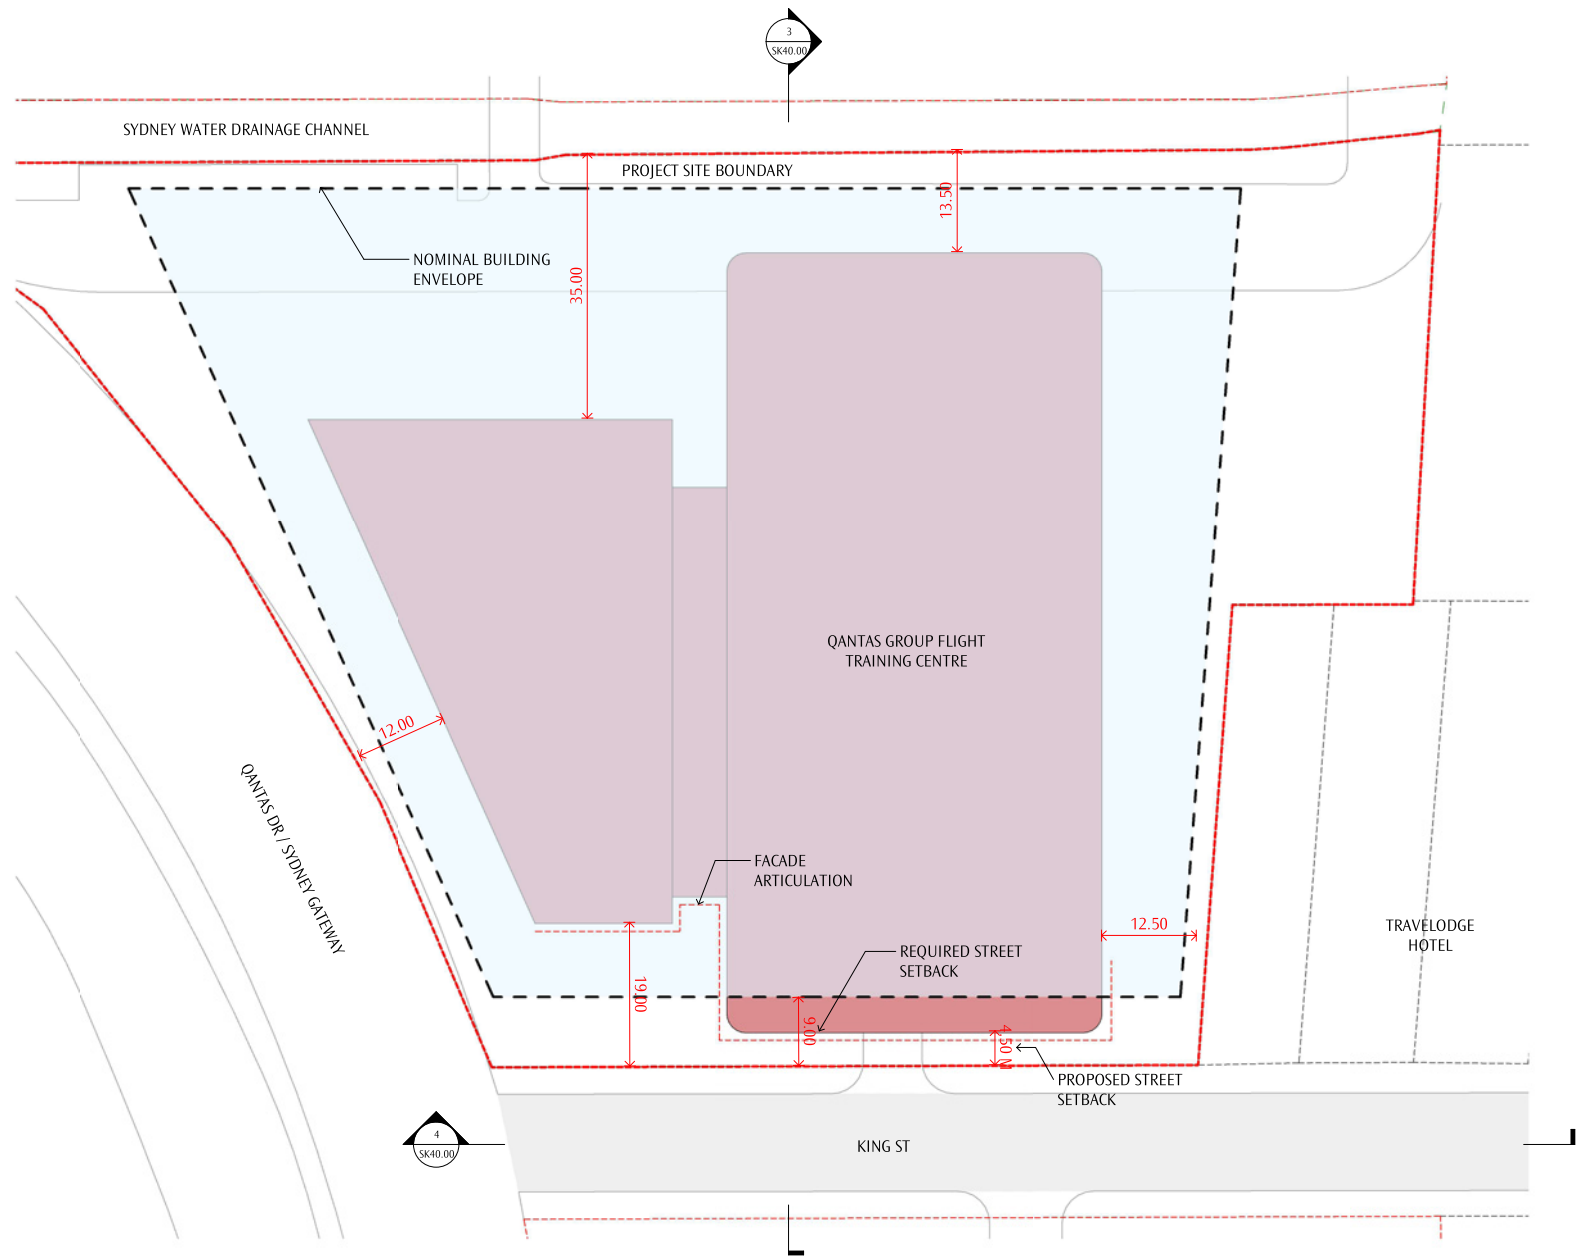 3
SK40.00
SYDNEY WATER DRAINAGE CHANNEL
PROJECT SITE BOUNDARY
13.50
NOMINAL BUILDING
ENVELOPE
35.00
QANTAS GROUP FLIGHT
TRAINING CENTRE
12.00
QANTAS DR / SYDNEY GATEWAY
FACADE
ARTICULATION
12.50
TRAVELODGE
HOTEL
REQUIRED STREET
SETBACK
19.00
9.00
4.50 M
PROPOSED STREET
SETBACK
4
SK40.00
KING ST